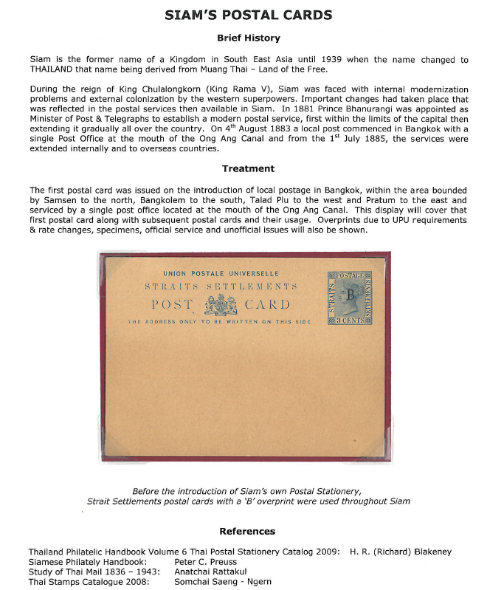 SIAM'S POSTAL CARDS
Brief History
Siam is the former name of a Kingdom in South East Asia until 1939 when the name changed to
THAILAND that name being derived from Muang Thai – Land of the Free.
During the reign of King Chulalongkorn (King Rama V), Siam was faced with internal modernization
problems and external colonization by the western superpowers. Important changes had taken place that
was reflected in the postal services then available in Siam. In 1881 Prince Bhanurangi was appointed as
Minister of Post & Telegraphs to establish a modern postal service, first within the limits of the capital then
extending it gradually all over the country. On 4th August 1883 a local post commenced in Bangkok with a
single Post Office at the mouth of the Ong Ang Canal and from the 1st July 1885, the services were
extended internally and to overseas countries.
Treatment
The first postal card was issued on the introduction of local postage in Bangkok, within the area bounded
by Samsen to the north, Bangkolem to the south, Talad Plu to the west and Pratum to the east and
serviced by a single post office located at the mouth of the Ong Ang Canal. This display will cover that
first postal card along with subsequent postal cards and their usage. Overprints due to UPU requirements
& rate changes, specimens, official service and unofficial issues will also be shown.
UNION POSTALE UNIVERSELLE
STRAITS SETTLEMENTS
POST CARD
THE ADDRESS ONLY TO BE WRITTEN ON THIS SIDE
STRAITS
POSTAGE
B
3 CENTS
Before the introduction of Siam's own Postal Stationery,
Strait Settlements postal cards with a 'B' overprint were used throughout Siam
References
Thailand Philatelic Handbook Volume 6 Thai Postal Stationery Catalog 2009: H. R. (Richard) Blakeney
Siamese Philately Handbook: Peter C. Preuss
Study of Thai Mail 1836 – 1943: Anatchai Rattakul
Thai Stamps Catalogue 2008: Somchai Saeng - Ngern